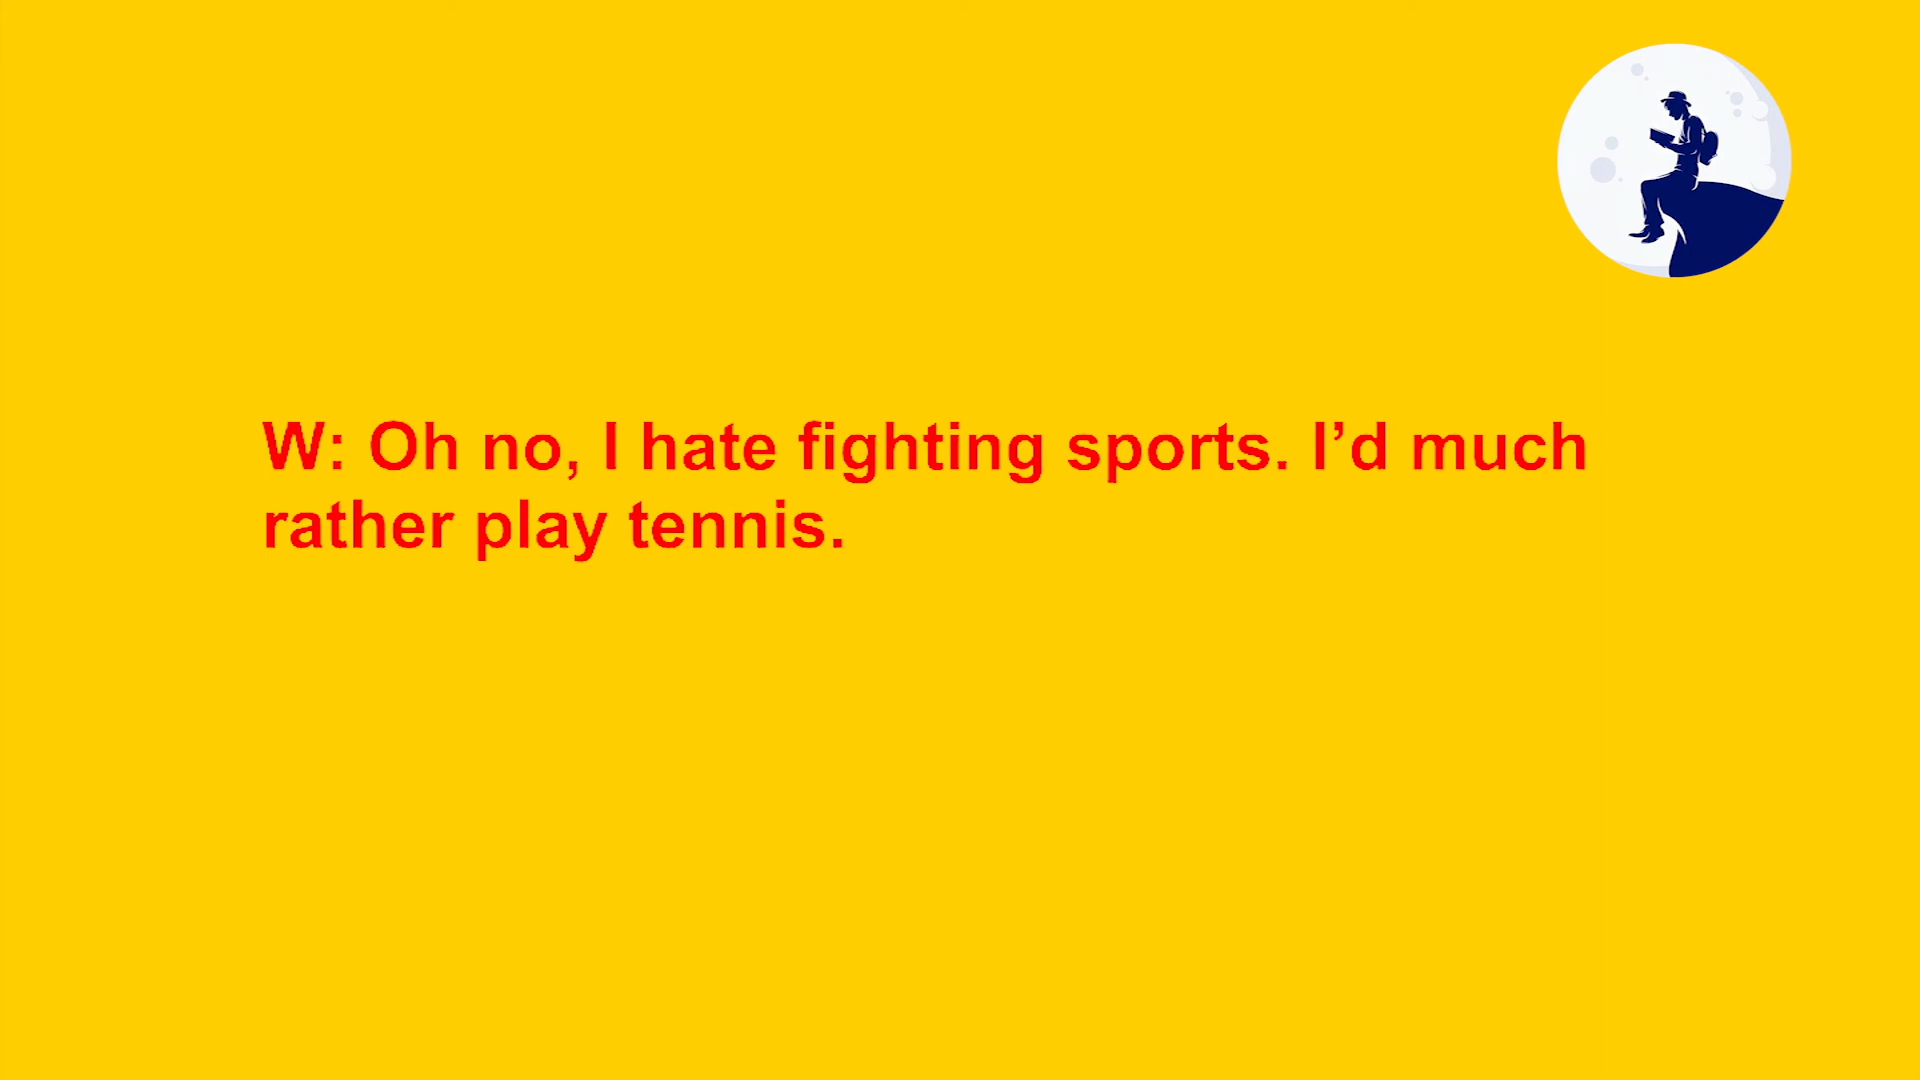 W: Oh no, I hate fighting sports. I’d much
rather play tennis.